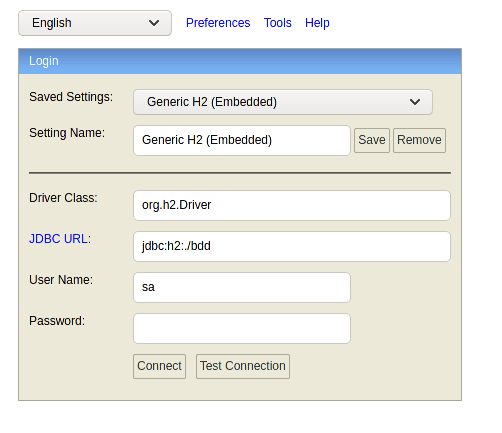 English Preferences Tools Help
Login
Saved Settings: Generic H2 (Embedded)
Setting Name: Generic H2 (Embedded) Save Remove
Driver Class: org.h2.Driver
JDBC URL: jdbc:h2:./bdd
User Name: sa
Password:
Connect Test Connection